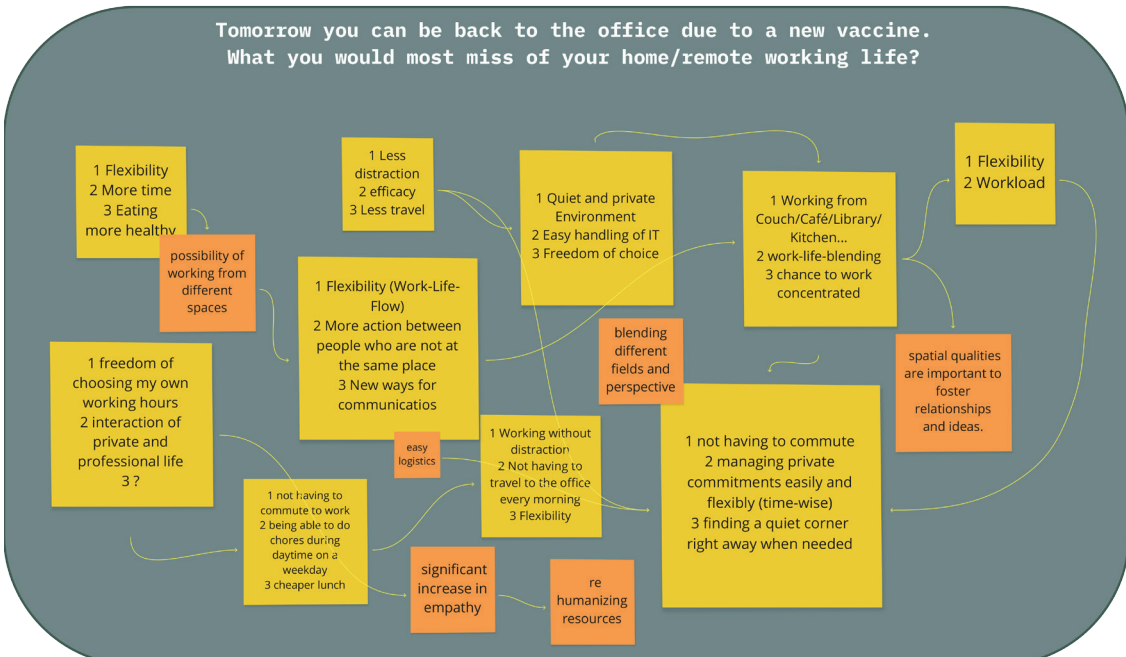 Tomorrow you can be back to the office due to a new vaccine.
What you would most miss of your home/remote working life?
1 Flexibility
2 More time
3 Eating
more healthy
possibility of
working from
different
spaces
1 Less
distraction
2 efficacy
3 Less travel
1 Quiet and private
Environment
2 Easy handling of IT
3 Freedom of choice
1 Working from
Couch/Café/Library/
Kitchen...
2 work-life-blending
3 chance to work
concentrated
1 Flexibility
2 Workload
1 Flexibility (Work-Life-
Flow)
2 More action between
people who are not at
the same place
3 New ways for
communicatios
blending
different
fields and
perspective
spatial qualities
are important to
foster
relationships
and ideas.
1 freedom of
choosing my own
working hours
2 interaction of
private and
professional life
3 ?
easy
logistics
1 Working without
distraction
2 Not having to
travel to the office
every morning
3 Flexibility
1 not having to commute
2 managing private
commitments easily and
flexibly (time-wise)
3 finding a quiet corner
right away when needed
1 not having to
commute to work
2 being able to do
chores during
daytime on a
weekday
3 cheaper lunch
significant
increase in
empathy
re
humanizing
resources